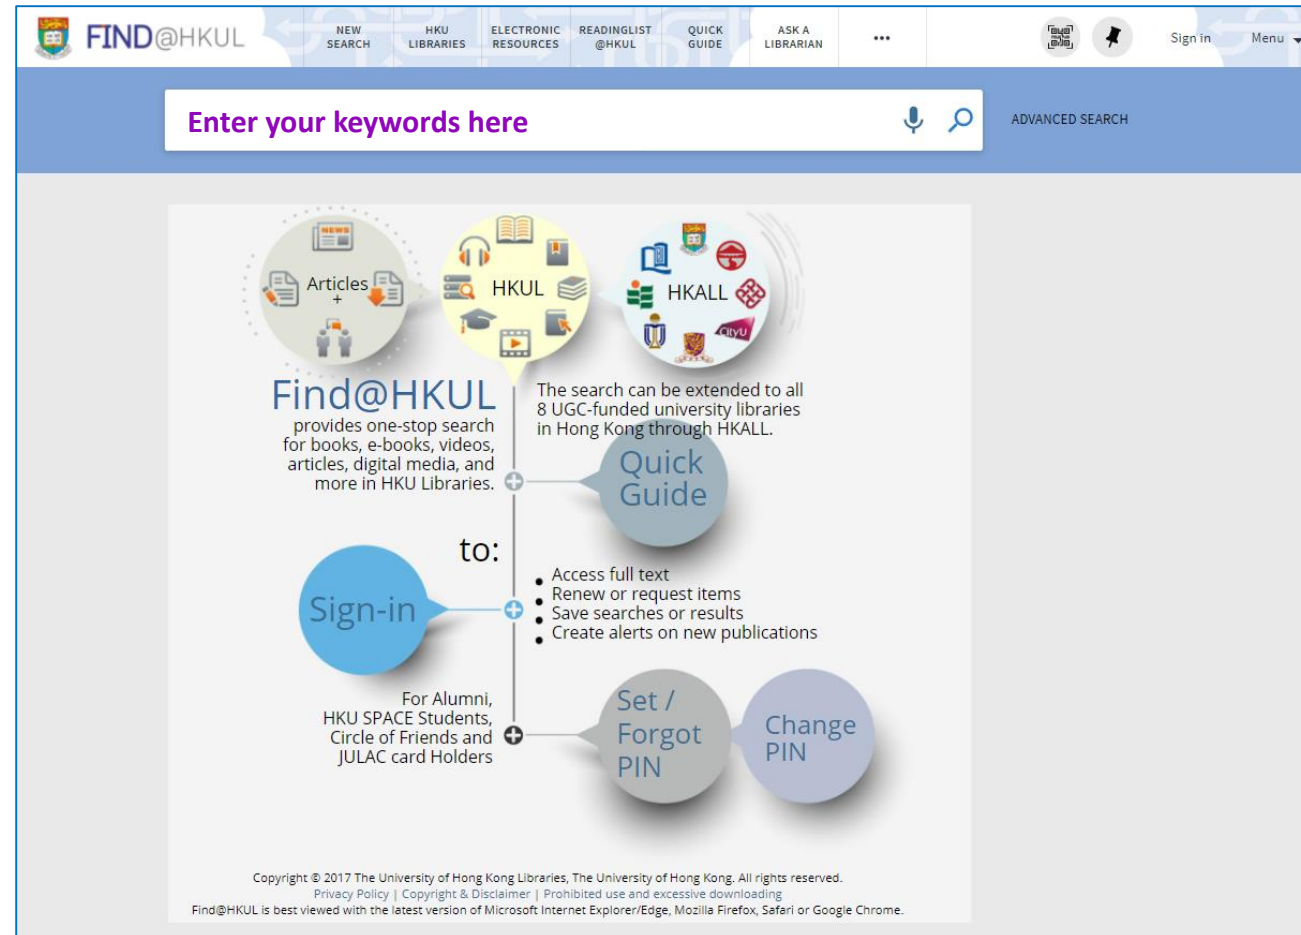 FIND@HKUL
NEW
SEARCH
HKU
LIBRARIES
ELECTRONIC
RESOURCES
READINGLIST
@HKUL
QUICK
GUIDE
ASK A
LIBRARIAN
•••
Sign in
Menu
Enter your keywords here
ADVANCED SEARCH
NEWS
Articles
+
HKUL
HKALL
CityU
Find@HKUL
provides one-stop search
for books, e-books, videos,
articles, digital media, and
more in HKU Libraries.
The search can be extended to all
8 UGC-funded university libraries
in Hong Kong through HKALL.
Quick
Guide
to:
Sign-in
• Access full text
• Renew or request items
• Save searches or results
• Create alerts on new publications
For Alumni,
HKU SPACE Students,
Circle of Friends and
JULAC card Holders
Set /
Forgot
PIN
Change
PIN
Copyright © 2017 The University of Hong Kong Libraries, The University of Hong Kong. All rights reserved.
Privacy Policy | Copyright & Disclaimer | Prohibited use and excessive downloading
Find@HKUL is best viewed with the latest version of Microsoft Internet Explorer/Edge, Mozilla Firefox, Safari or Google Chrome.